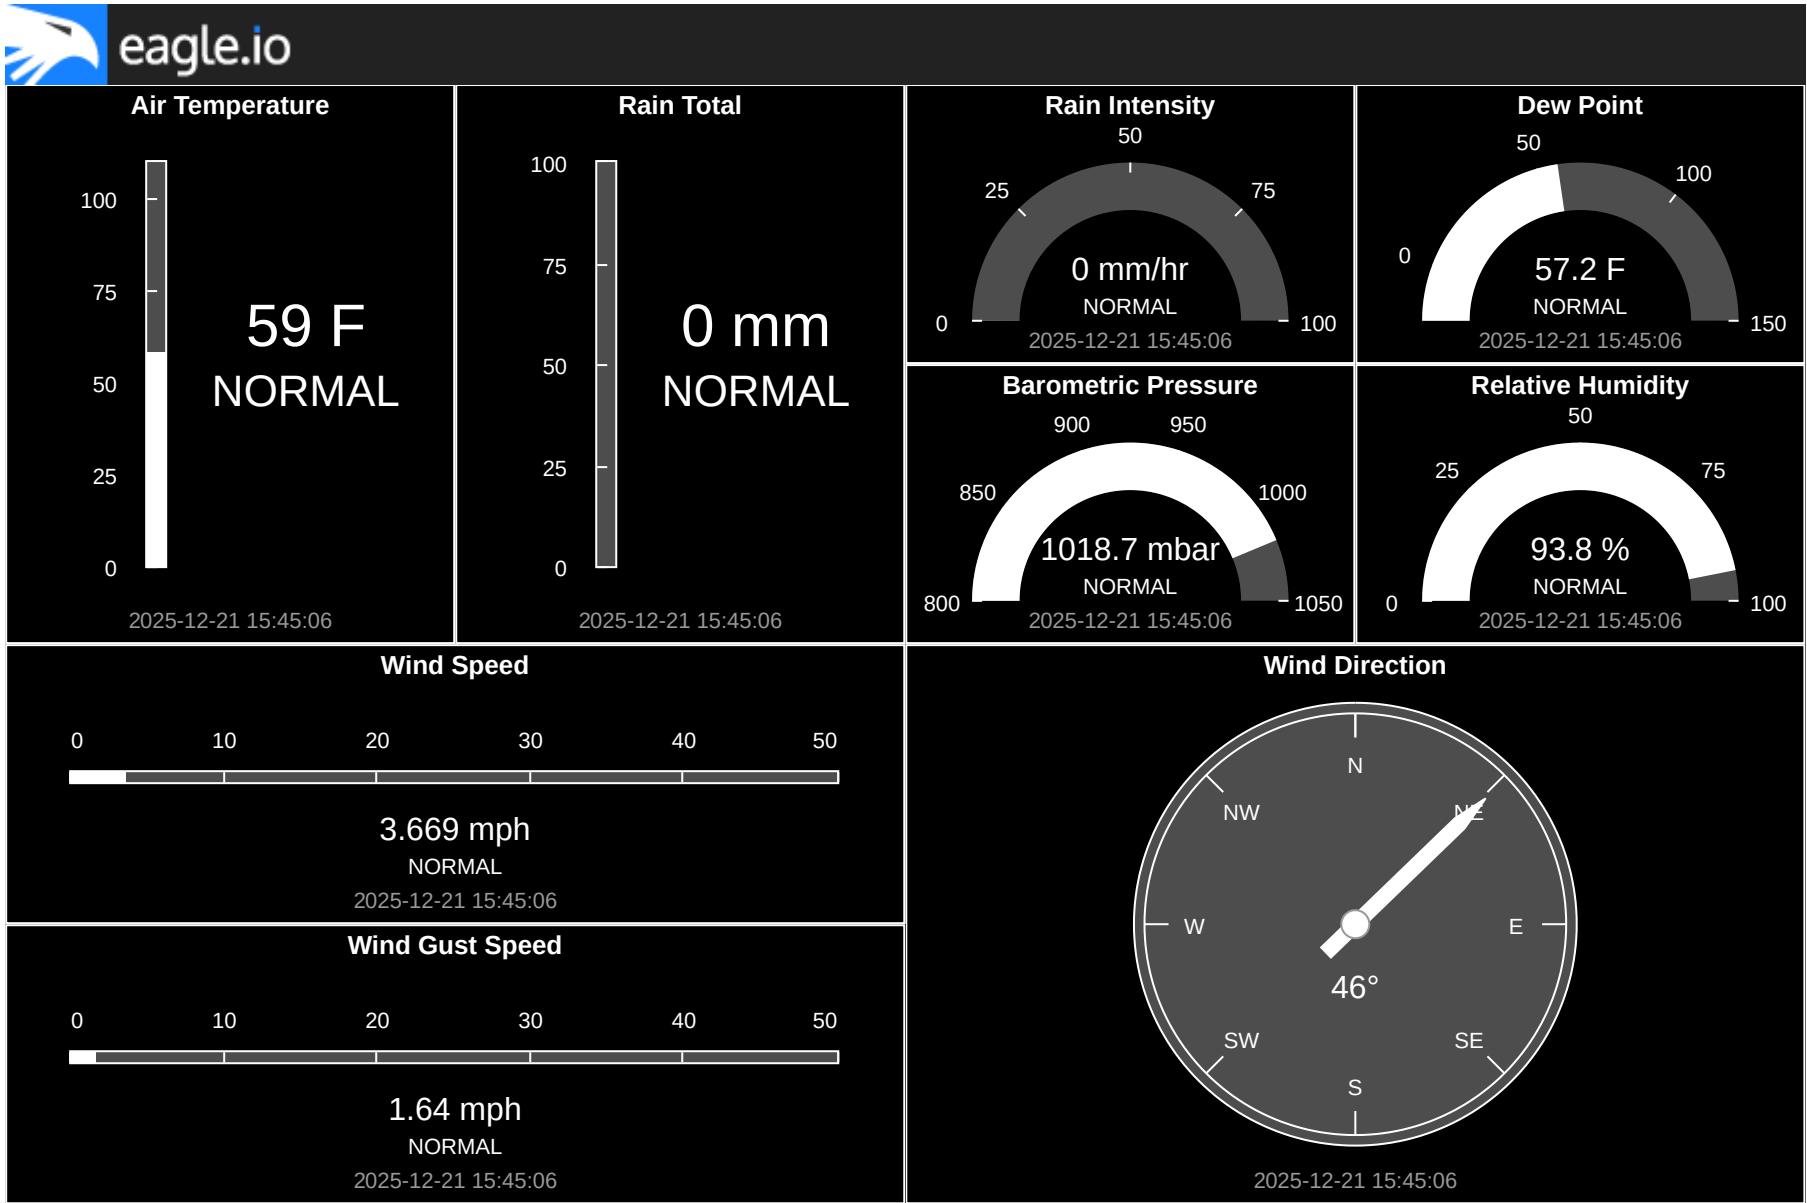 eagle.io
Air Temperature
100
75
50
25
0
59 F
NORMAL
2025-12-21 15:45:06
Rain Total
100
75
50
25
0
0 mm
NORMAL
2025-12-21 15:45:06
Rain Intensity
50
25
75
0
100
0 mm/hr
NORMAL
2025-12-21 15:45:06
Dew Point
50
100
0
150
57.2 F
NORMAL
2025-12-21 15:45:06
Barometric Pressure
900
950
850
1000
800
1050
1018.7 mbar
NORMAL
2025-12-21 15:45:06
Relative Humidity
50
25
75
0
100
93.8 %
NORMAL
2025-12-21 15:45:06
Wind Speed
0 10 20 30 40 50
3.669 mph
NORMAL
2025-12-21 15:45:06
Wind Gust Speed
0 10 20 30 40 50
1.64 mph
NORMAL
2025-12-21 15:45:06
Wind Direction
N
NW
NE
W
E
46°
SW
SE
S
2025-12-21 15:45:06